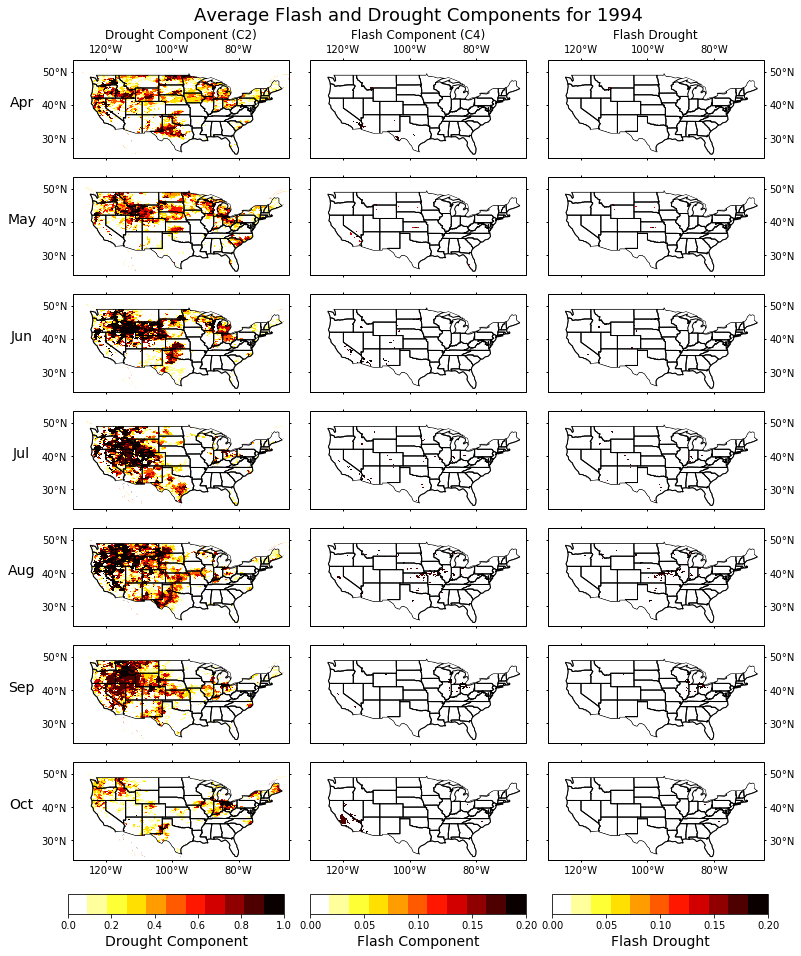 Average Flash and Drought Components for 1994
Drought Component (C2) Flash Component (C4) Flash Drought
120°W 100°W 80°W 120°W 100°W 80°W 120°W 100°W 80°W
50°N 50°N
Apr 40°N 40°N
30°N 30°N
50°N 50°N
May 40°N 40°N
30°N 30°N
50°N 50°N
Jun 40°N 40°N
30°N 30°N
50°N 50°N
Jul 40°N 40°N
30°N 30°N
50°N 50°N
Aug 40°N 40°N
30°N 30°N
50°N 50°N
Sep 40°N 40°N
30°N 30°N
50°N 50°N
Oct 40°N 40°N
30°N 30°N
120°W 100°W 80°W 120°W 100°W 80°W 120°W 100°W 80°W
0.0 0.2 0.4 0.6 0.8 1.0 0.00 0.05 0.10 0.15 0.20 0.00 0.05 0.10 0.15 0.20
Drought Component Flash Component Flash Drought